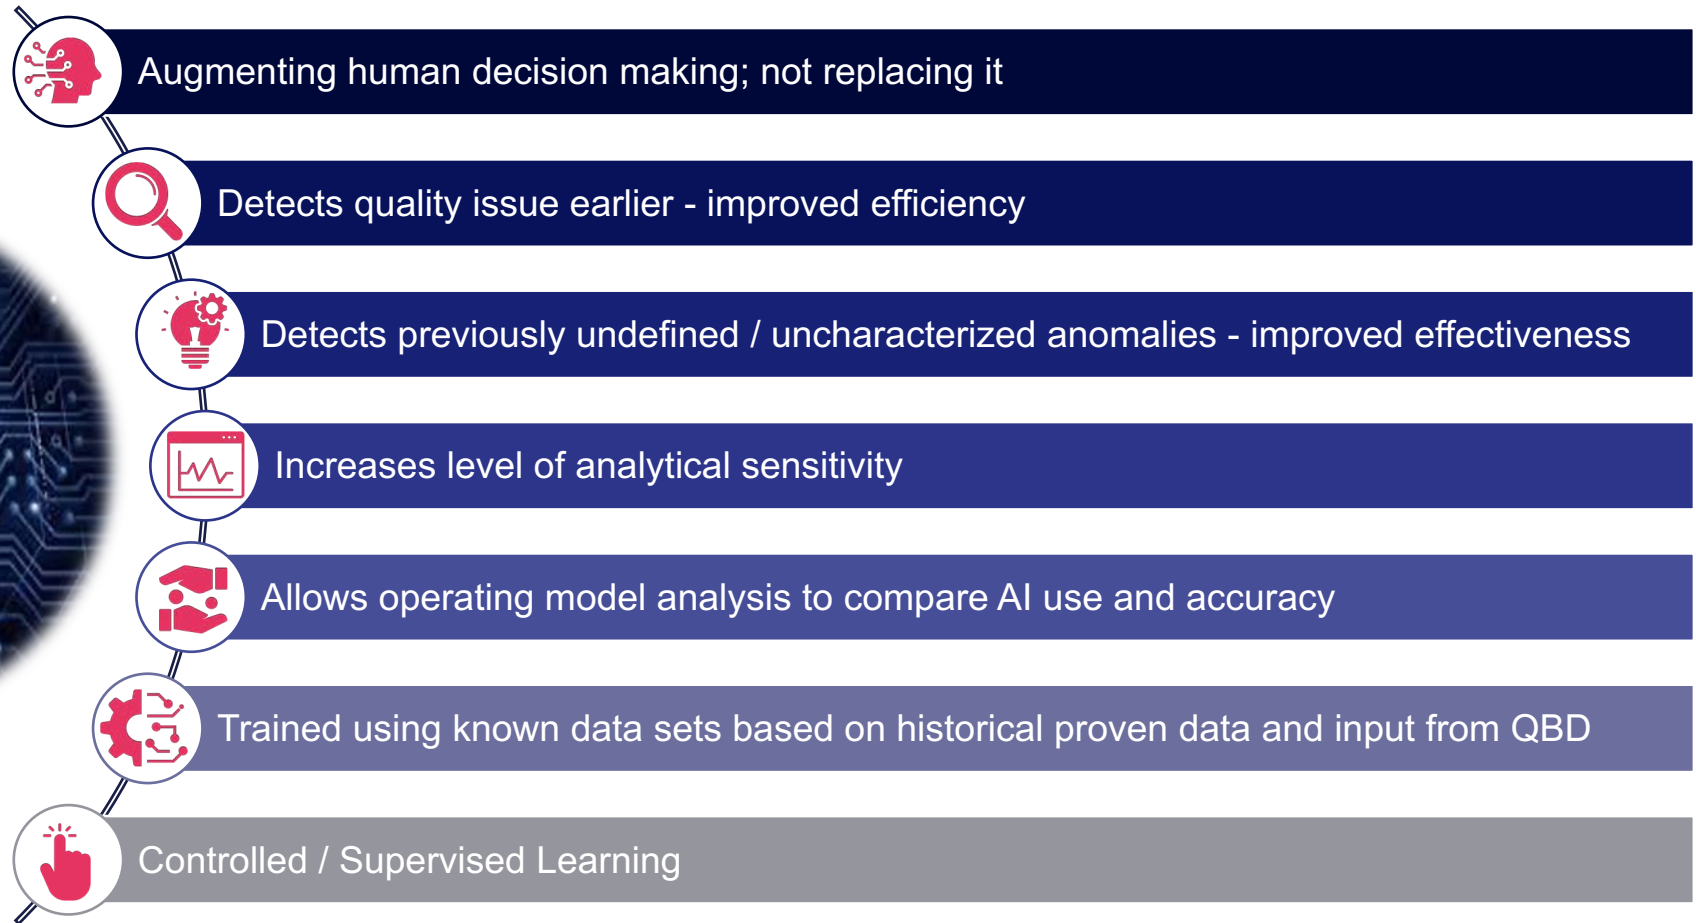 Augmenting human decision making; not replacing it
Detects quality issue earlier - improved efficiency
Detects previously undefined / uncharacterized anomalies - improved effectiveness
Increases level of analytical sensitivity
Allows operating model analysis to compare AI use and accuracy
Trained using known data sets based on historical proven data and input from QBD
Controlled / Supervised Learning